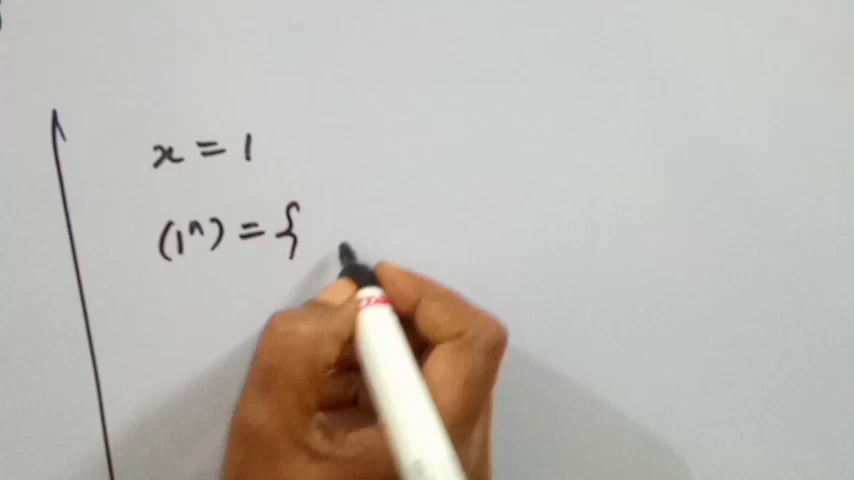 x = 1
(1ⁿ) = {